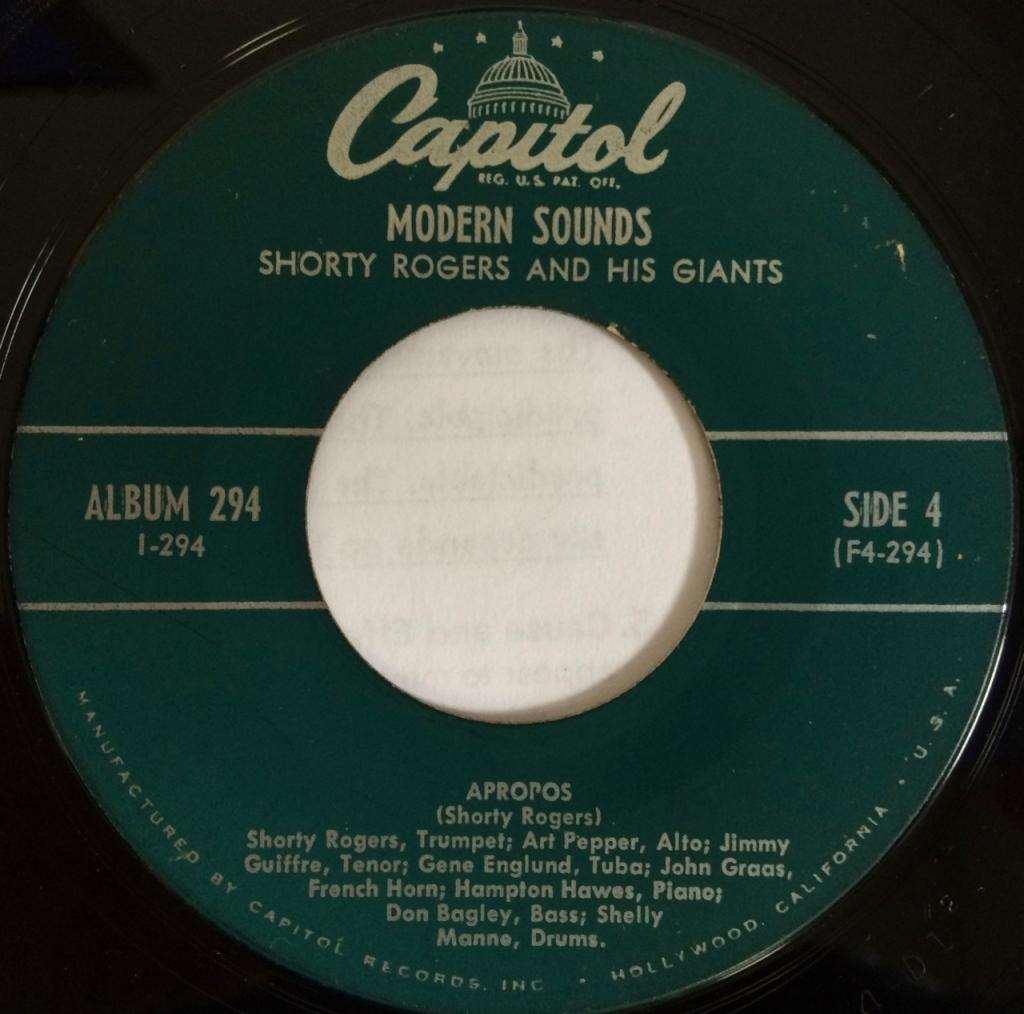 Capitol
REG. U.S. PAT. OFF.
MODERN SOUNDS
SHORTY ROGERS AND HIS GIANTS
ALBUM 294
1-294
SIDE 4
(F4-294)
APROPOS
(Shorty Rogers)
Shorty Rogers, Trumpet; Art Pepper, Alto; Jimmy
Guiffre, Tenor; Gene Englund, Tuba; John Graas,
French Horn; Hampton Hawes, Piano;
Don Bagley, Bass; Shelly
Manne, Drums.
MANUFACTURED BY CAPITOL RECORDS, INC • HOLLYWOOD, CALIFORNIA • U.S.A.